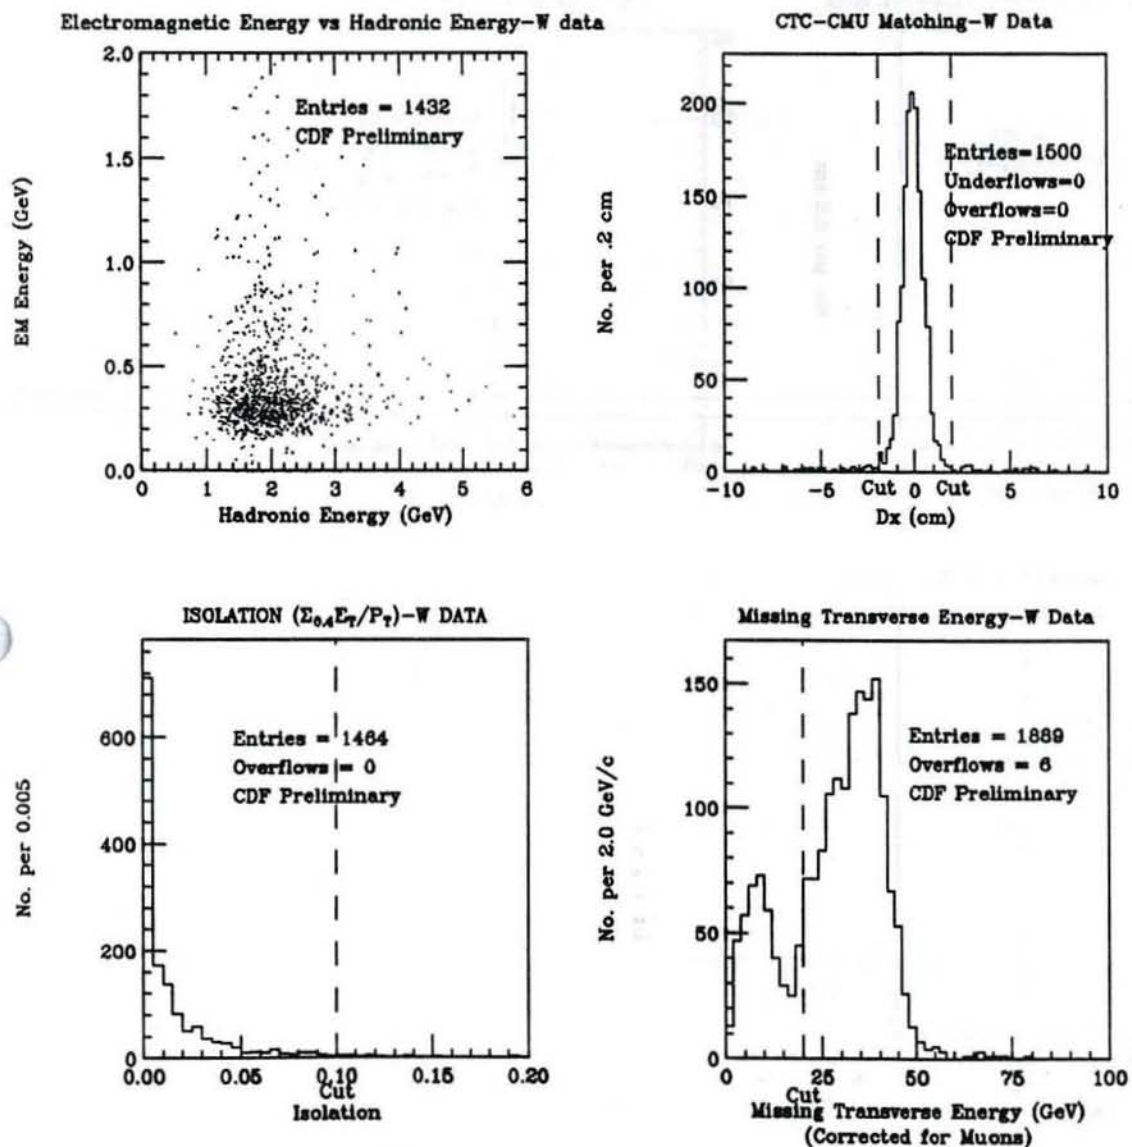 Electromagnetic Energy vs Hadronic Energy-W data
2.0
1.5
1.0
0.5
0.0
EM Energy (GeV)
Entries = 1432
CDF Preliminary
0 1 2 3 4 5 6
Hadronic Energy (GeV)
CTC-CMU Matching-W Data
200
150
100
50
0
No. per .2 cm
Entries=1500
Underflows=0
Overflows=0
CDF Preliminary
-10 -5 Cut 0 Cut 5 10
Dx (cm)
ISOLATION (Σ0.4ET/PT)-W DATA
600
400
200
0
No. per 0.005
Entries = 1464
Overflows = 0
CDF Preliminary
0.00 0.05 0.10 0.15 0.20
Cut
Isolation
Missing Transverse Energy-W Data
150
100
50
0
No. per 2.0 GeV/c
Entries = 1889
Overflows = 6
CDF Preliminary
0 25 50 75 100
Cut
Missing Transverse Energy (GeV)
(Corrected for Muons)